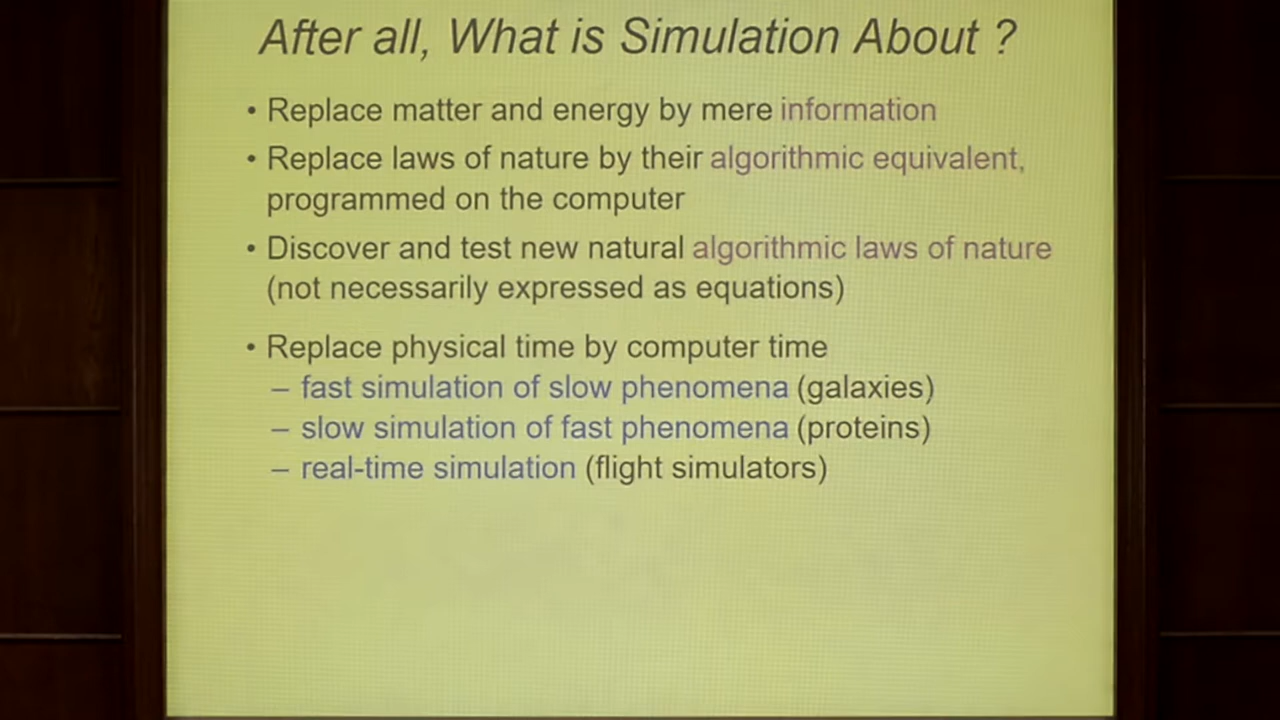 After all, What is Simulation About ?
• Replace matter and energy by mere information
• Replace laws of nature by their algorithmic equivalent,
programmed on the computer
• Discover and test new natural algorithmic laws of nature
(not necessarily expressed as equations)
• Replace physical time by computer time
– fast simulation of slow phenomena (galaxies)
– slow simulation of fast phenomena (proteins)
– real-time simulation (flight simulators)